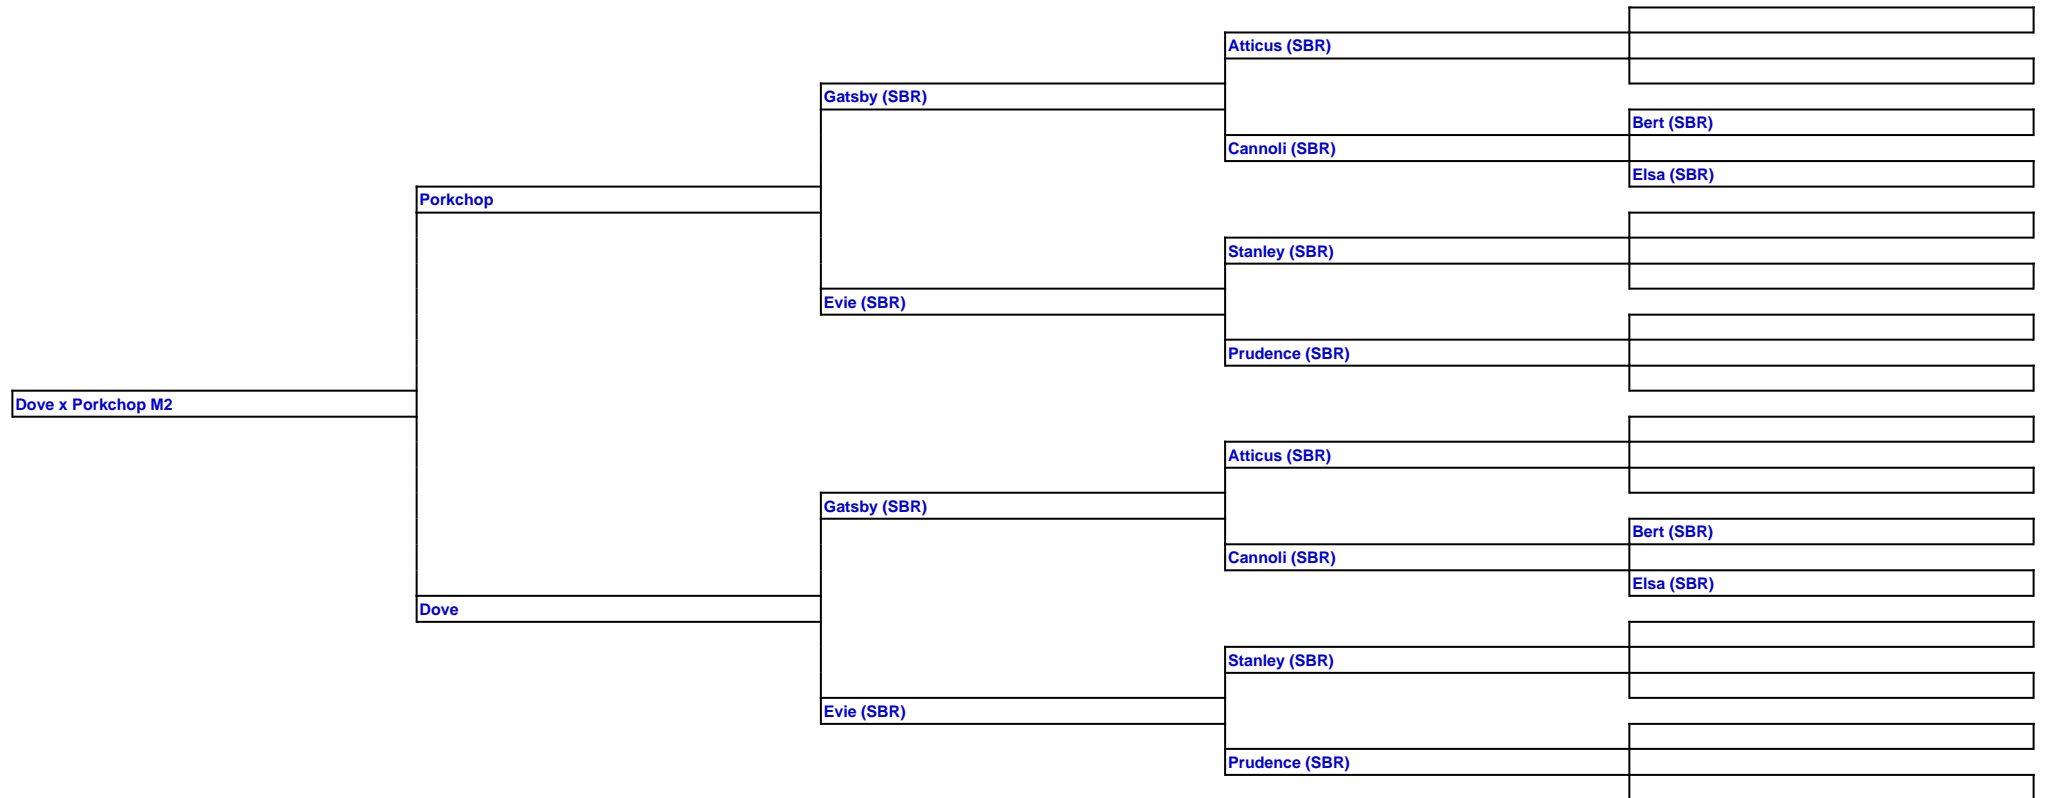 Atticus (SBR)
Gatsby (SBR)
Bert (SBR)
Cannoli (SBR)
Elsa (SBR)
Porkchop
Stanley (SBR)
Evie (SBR)
Prudence (SBR)
Dove x Porkchop M2
Atticus (SBR)
Gatsby (SBR)
Bert (SBR)
Cannoli (SBR)
Elsa (SBR)
Dove
Stanley (SBR)
Evie (SBR)
Prudence (SBR)